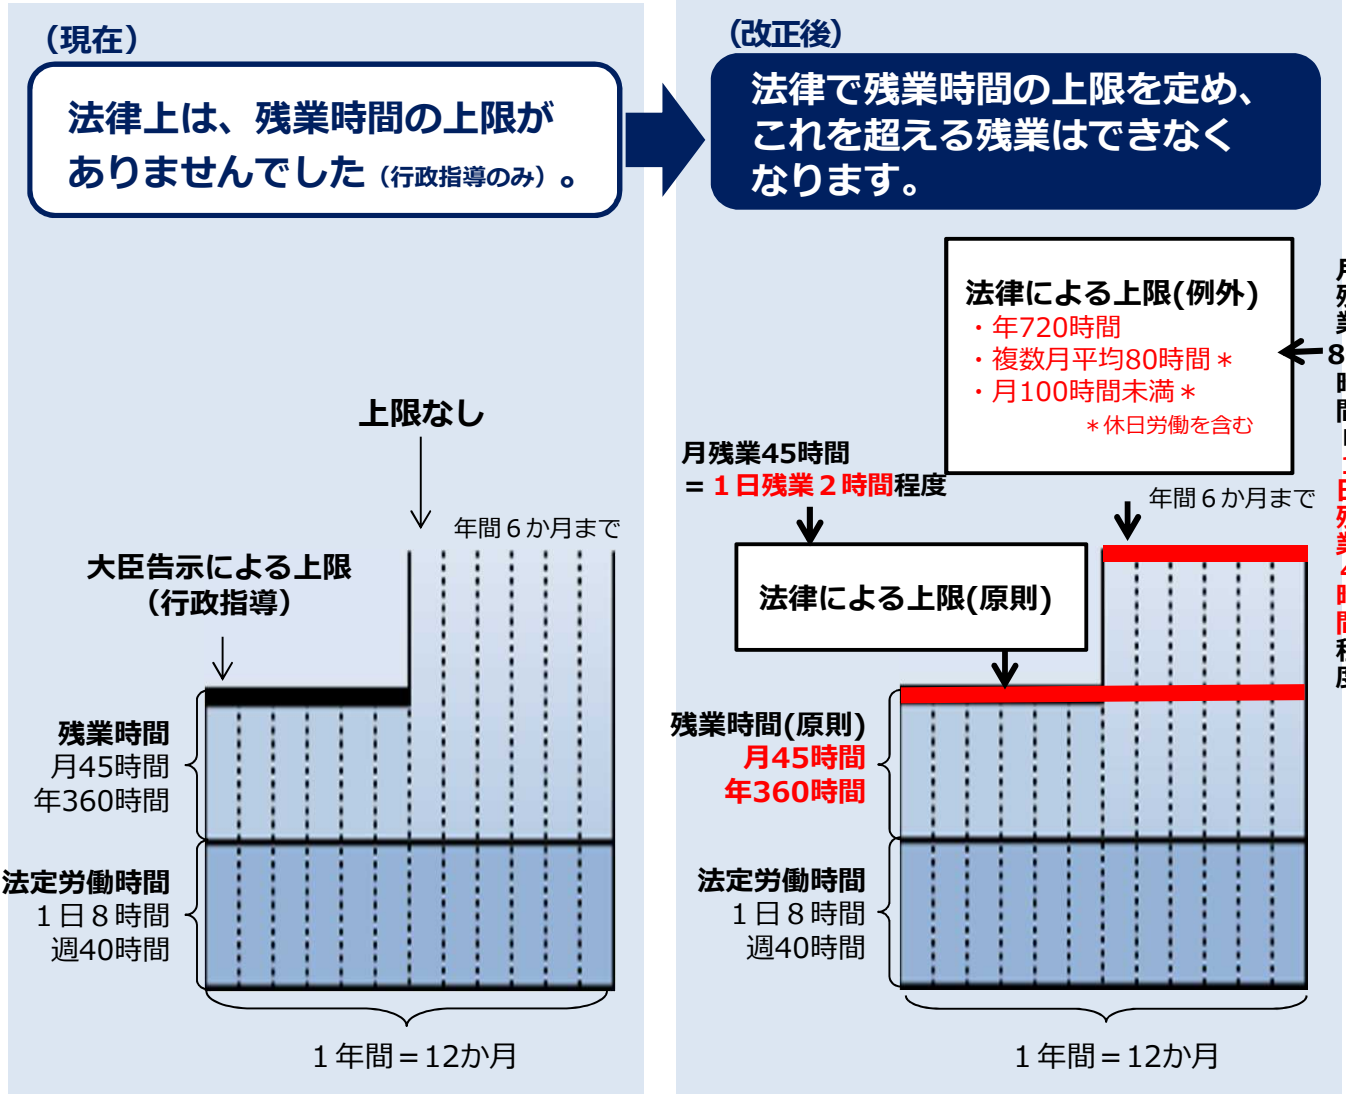 （現在）
法律上は、残業時間の上限が
ありませんでした（行政指導のみ）。
上限なし
年間６か月まで
大臣告示による上限
（行政指導）
残業時間
月45時間
年360時間
法定労働時間
１日８時間
週40時間
１年間＝12か月
（改正後）
法律で残業時間の上限を定め、
これを超える残業はできなく
なります。
法律による上限(例外)
・年720時間
・複数月平均80時間＊
・月100時間未満＊
＊休日労働を含む
月残業45時間
＝１日残業２時間程度
年間６か月まで
法律による上限(原則)
残業時間(原則)
月45時間
年360時間
法定労働時間
１日８時間
週40時間
１年間＝12か月